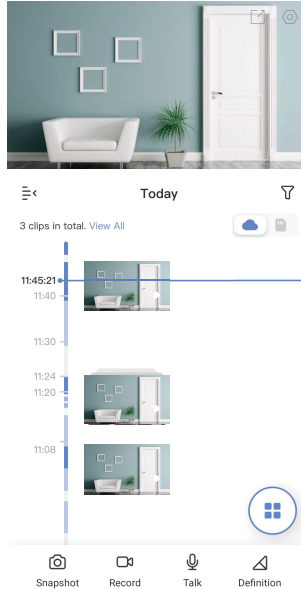 Today
3 clips in total. View All
11:45:21
11:40
11:30
11:24
11:20
11:08
Snapshot
Record
Talk
Definition